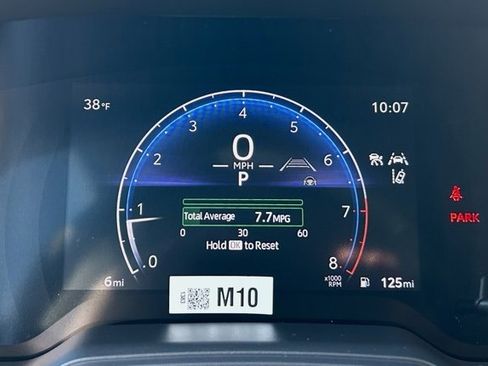 38°F
10:07
4
3
5
0
2
6
MPH
P
1
Total Average 7.7MPG
7
0 30 60
PARK
Hold OK to Reset
0
8
x1000
RPM
6mi
M10
125mi